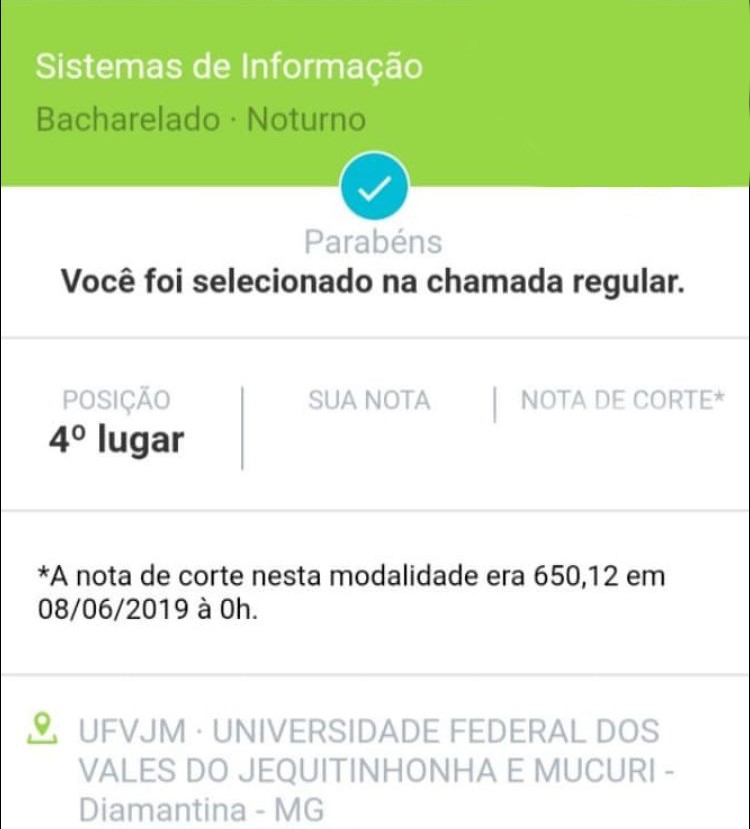 Sistemas de Informação
Bacharelado · Noturno
Parabéns
Você foi selecionado na chamada regular.
POSIÇÃO
4º lugar
SUA NOTA
NOTA DE CORTE*
*A nota de corte nesta modalidade era 650,12 em
08/06/2019 à 0h.
UFVJM · UNIVERSIDADE FEDERAL DOS
VALES DO JEQUITINHONHA E MUCURI -
Diamantina - MG